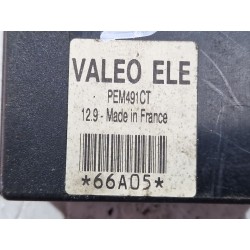 VALEO ELE
PEM491CT
12.9 - Made in France
*66A05*